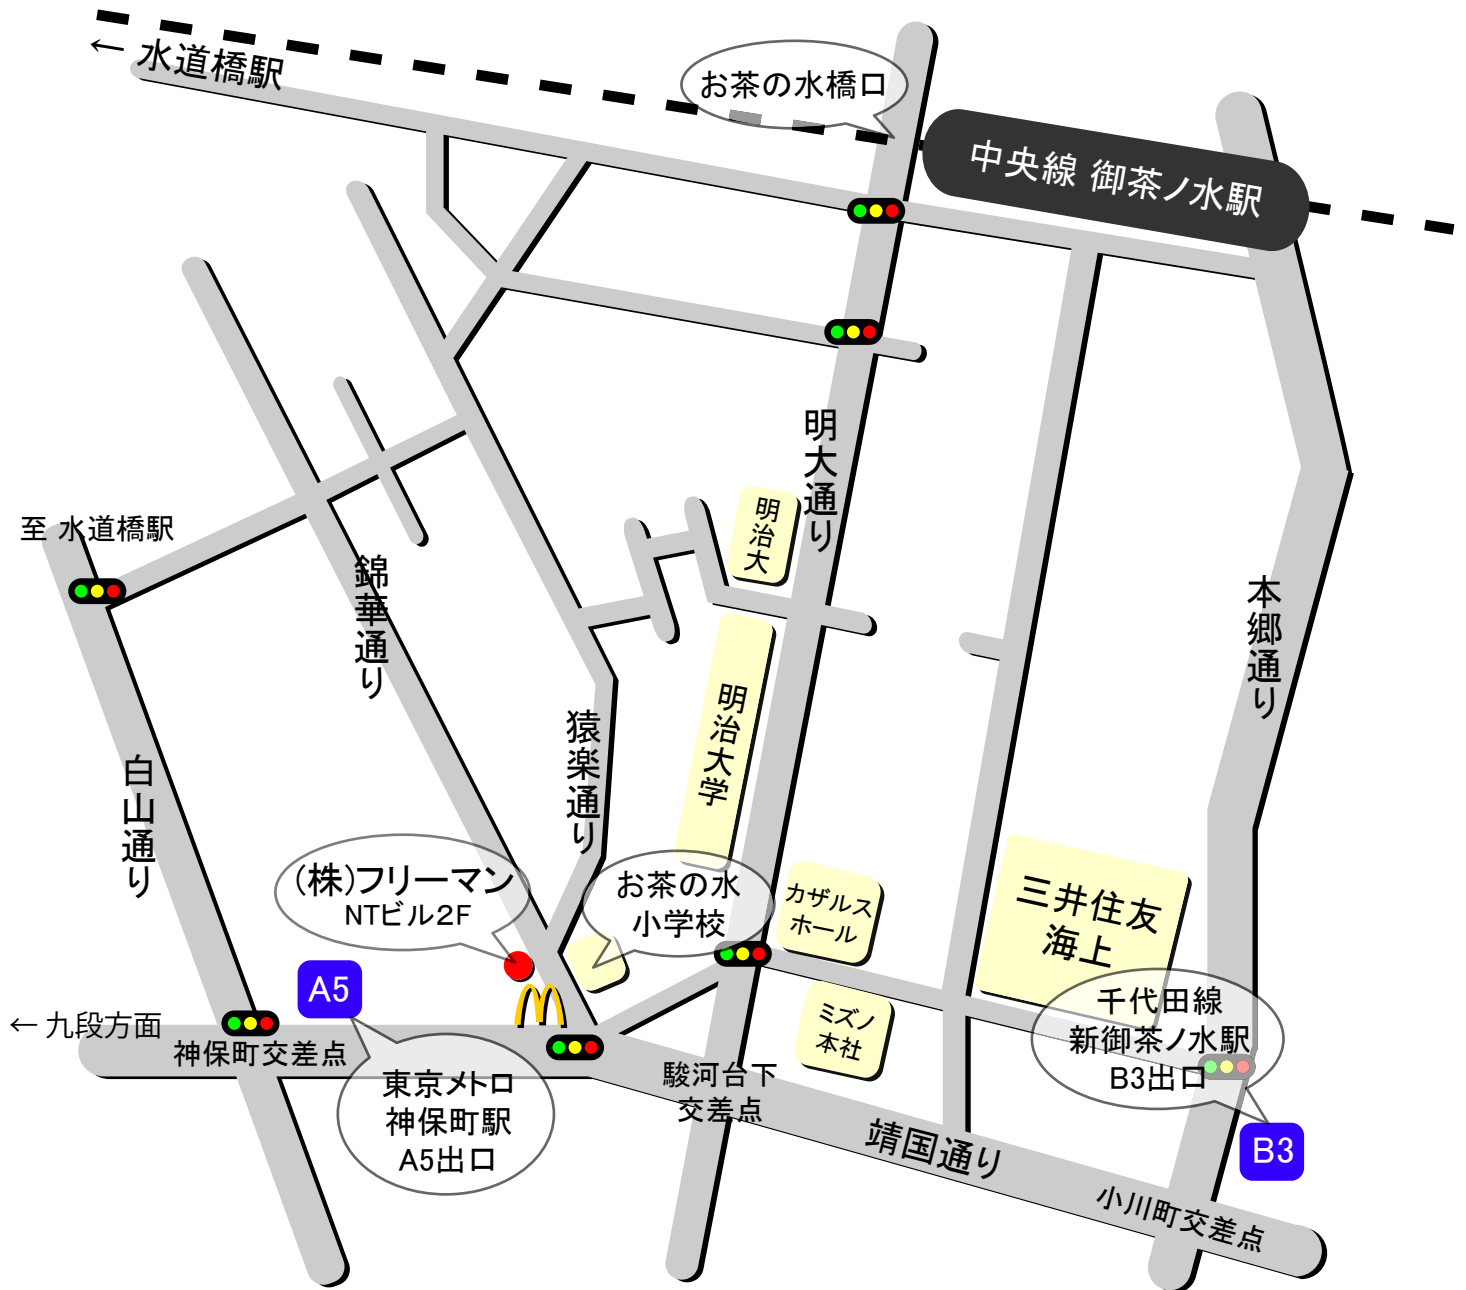 ← 水道橋駅
お茶の水橋口
中央線 御茶ノ水駅
明大通り
明治大
至 水道橋駅
錦華通り
本郷通り
明治大学
猿楽通り
白山通り
(株)フリーマン
NTビル2F
お茶の水
小学校
カザルス
ホール
三井住友
海上
A5
← 九段方面
神保町交差点
ミズノ
本社
千代田線
新御茶ノ水駅
B3出口
東京メトロ
神保町駅
A5出口
駿河台下
交差点
靖国通り
B3
小川町交差点